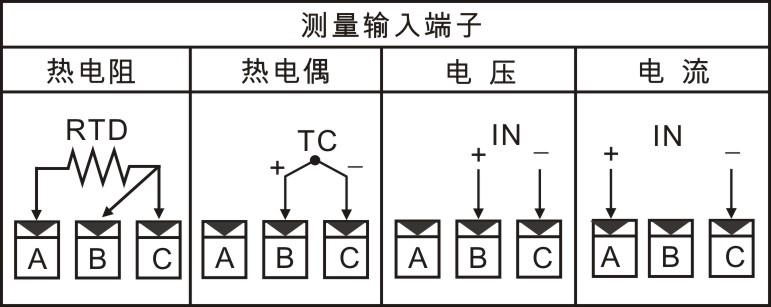 测量输入端子
热电阻 热电偶 电 压 电 流
RTD TC IN IN
+ − + − + −
A B C A B C A B C A B C